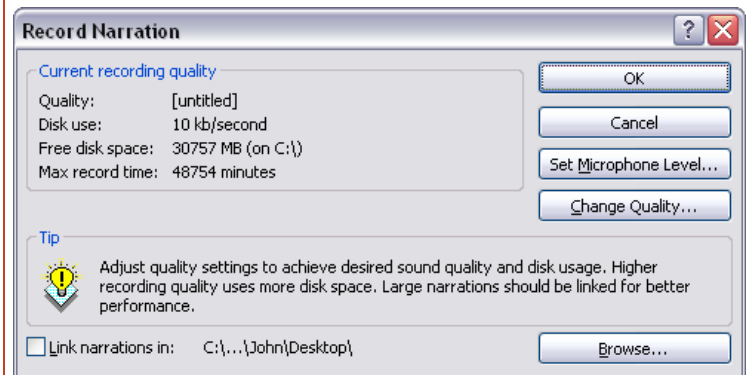 Record Narration
Current recording quality
Quality: [untitled]
Disk use: 10 kb/second
Free disk space: 30757 MB (on C:\)
Max record time: 48754 minutes
OK
Cancel
Set Microphone Level...
Change Quality...
Tip
Adjust quality settings to achieve desired sound quality and disk usage. Higher
recording quality uses more disk space. Large narrations should be linked for better
performance.
Link narrations in: C:\...\John\Desktop\
Browse...